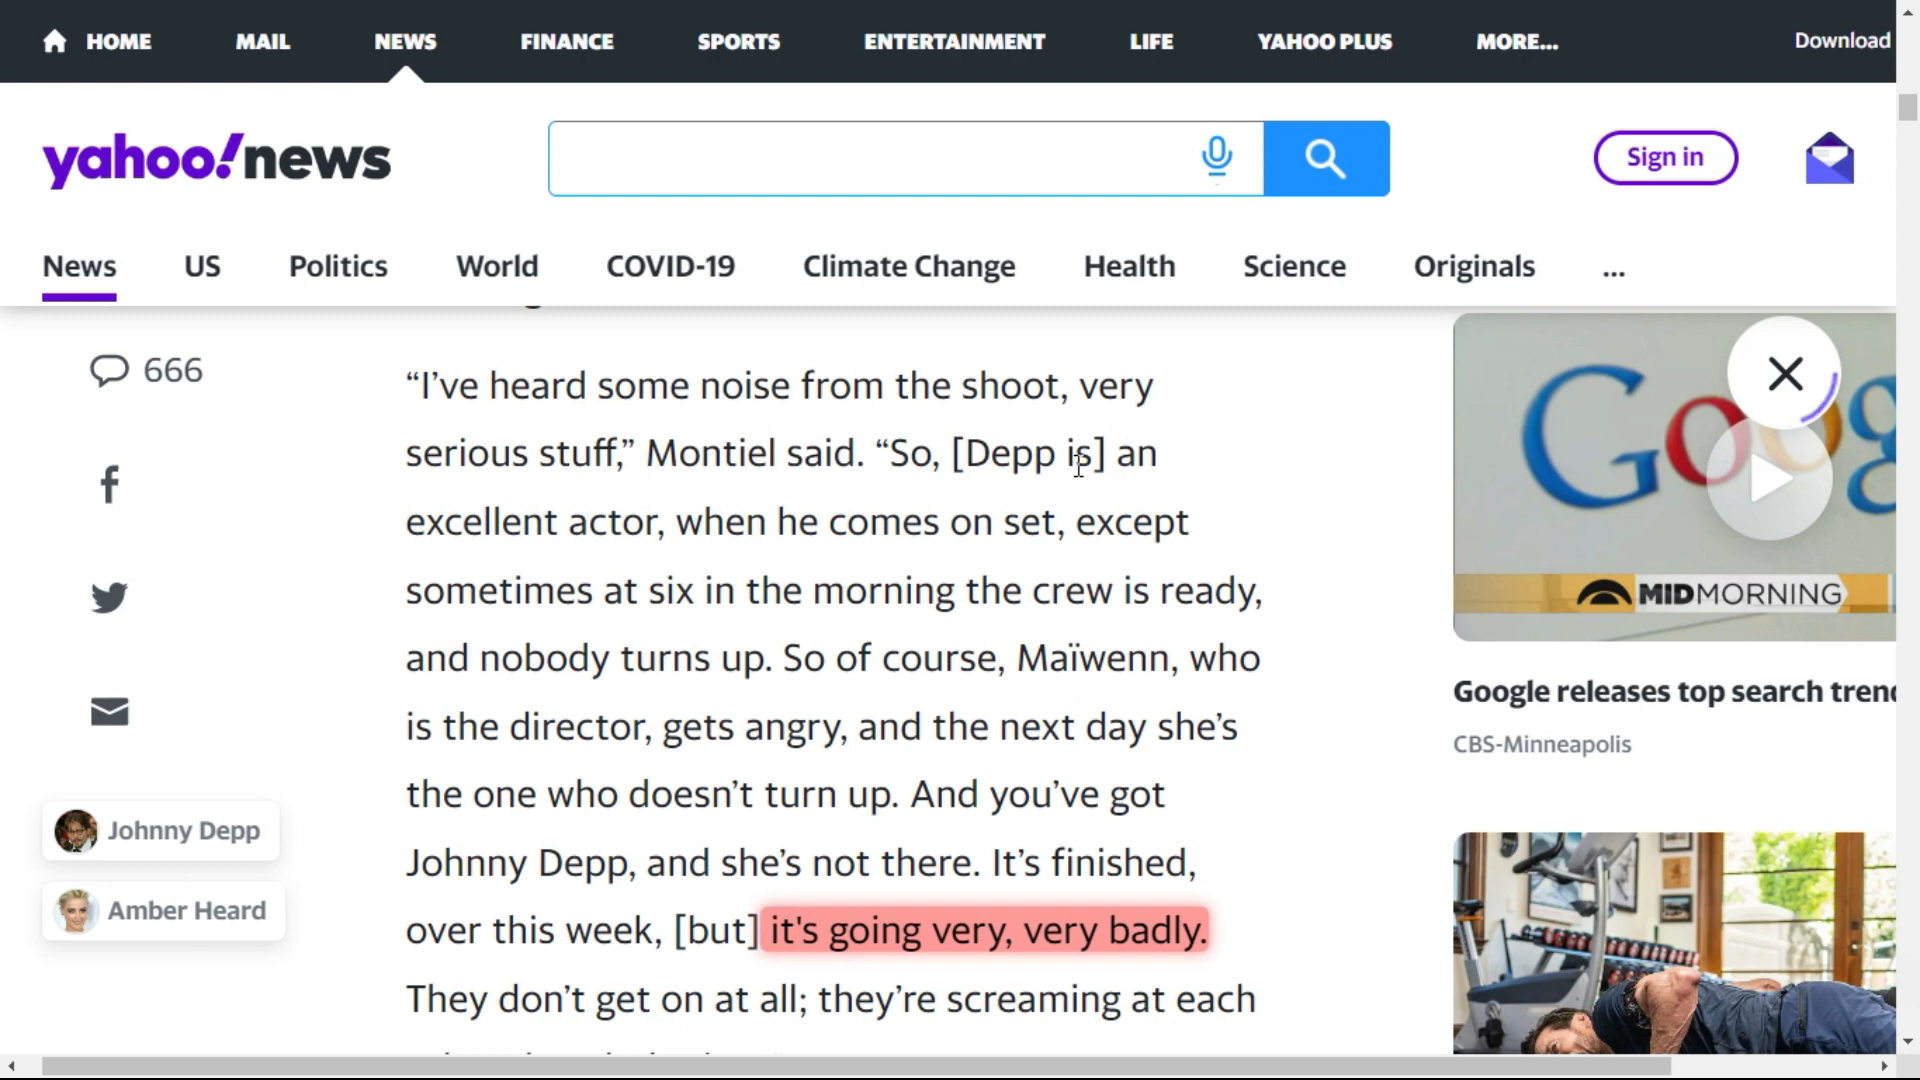 HOME MAIL NEWS FINANCE SPORTS ENTERTAINMENT LIFE YAHOO PLUS MORE... Download
yahoo!news
Sign in
News US Politics World COVID-19 Climate Change Health Science Originals ...
666
“I’ve heard some noise from the shoot, very
serious stuff,” Montiel said. “So, [Depp is] an
excellent actor, when he comes on set, except
sometimes at six in the morning the crew is ready,
and nobody turns up. So of course, Maïwenn, who
is the director, gets angry, and the next day she’s
the one who doesn’t turn up. And you’ve got
Johnny Depp, and she’s not there. It’s finished,
over this week, [but] it's going very, very badly.
They don’t get on at all; they’re screaming at each
Johnny Depp
Amber Heard
Goog
MIDMORNING
Google releases top search tren
CBS-Minneapolis